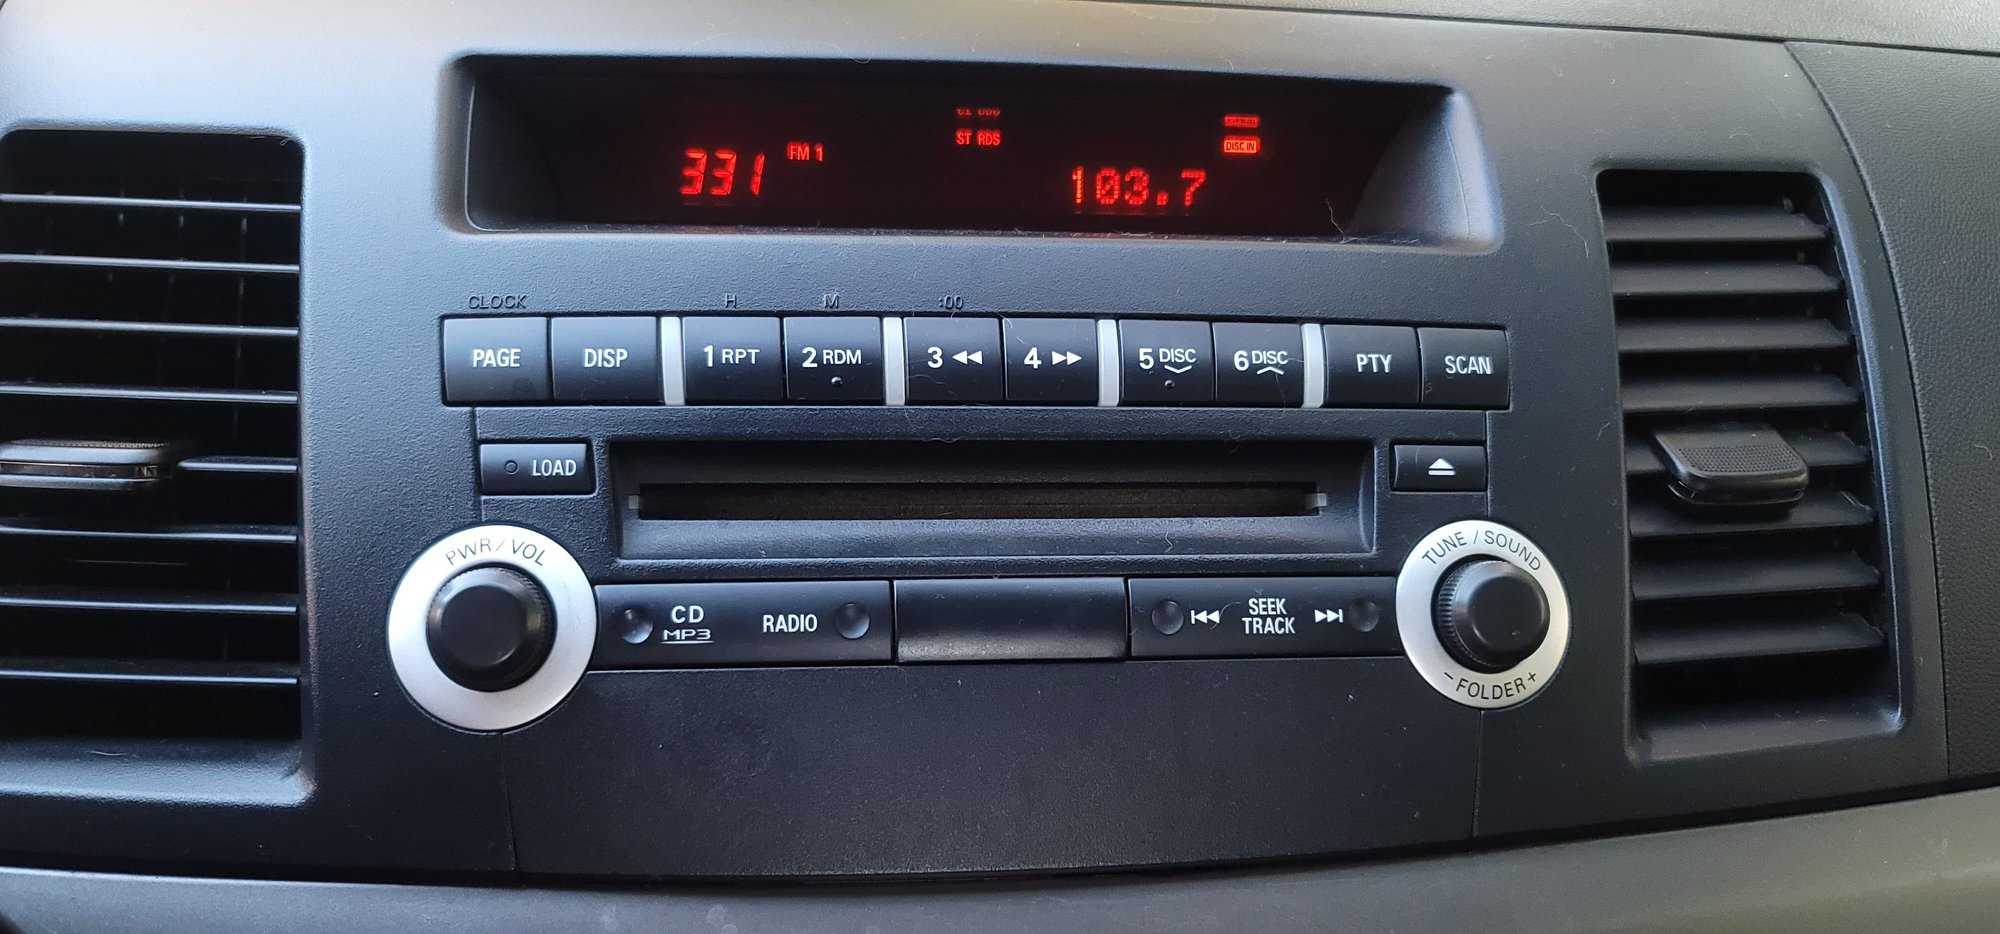 331 FM 1 ST RDS 103.7 DISC IN
CLOCK H M :00
PAGE DISP 1 RPT 2 RDM 3 4 5 DISC 6 DISC PTY SCAN
LOAD
PWR / VOL
TUNE / SOUND
CD RADIO SEEK
MP3 TRACK
- FOLDER +